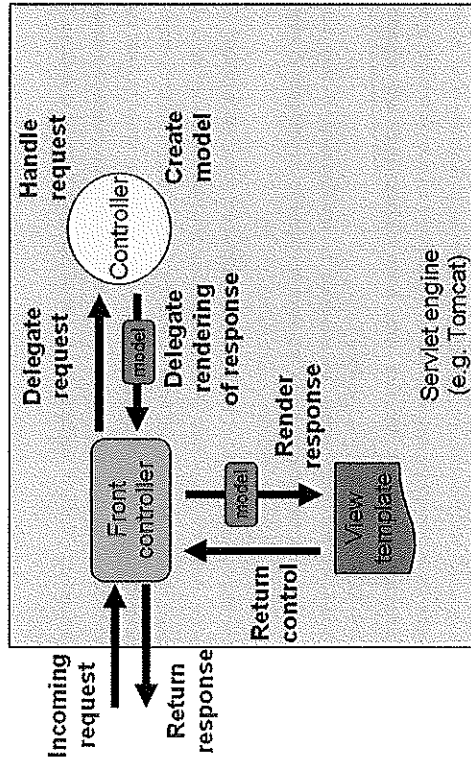 Incoming
request
Return
response
Front
controller
Delegate
request
model
Delegate
rendering
of response
Controller
Handle
request
Create
model
Return
control
model
Render
response
View
template
Servlet engine
(e.g. Tomcat)